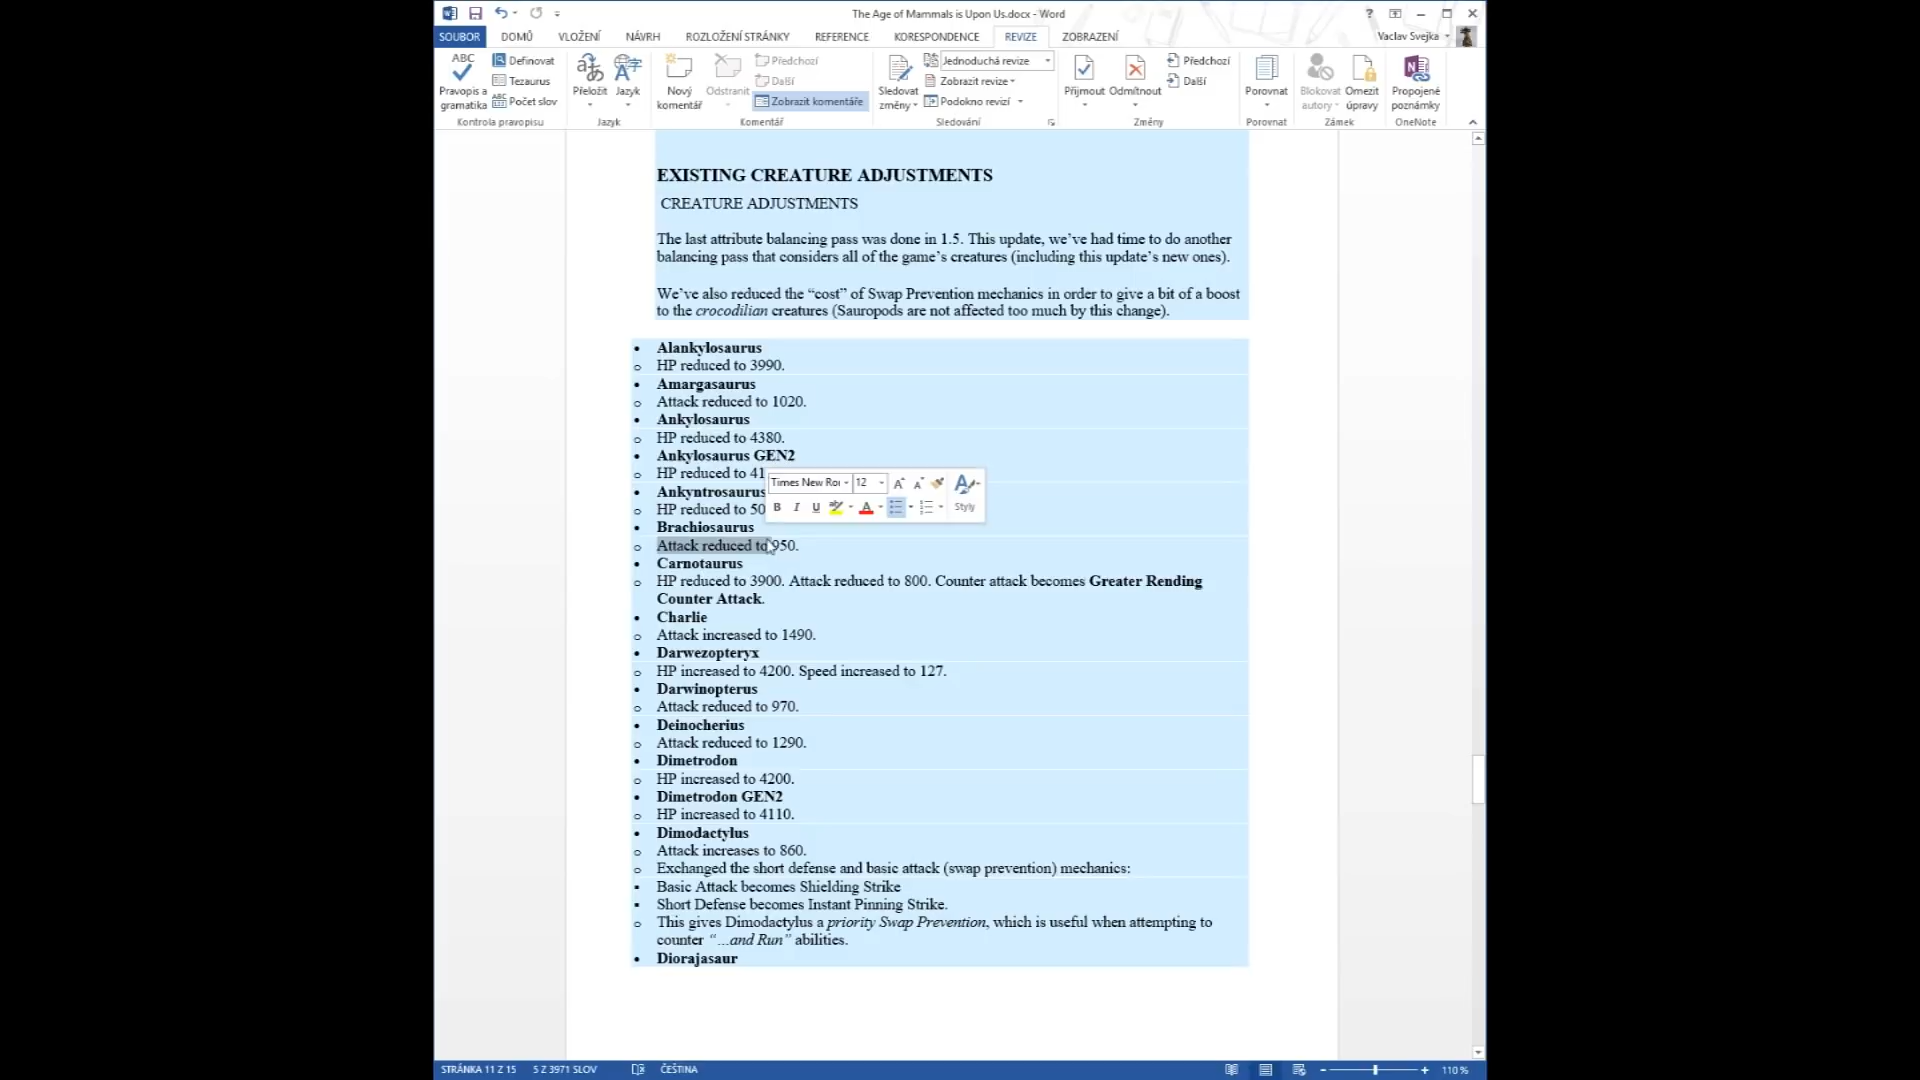 The Age of Mammals is Upon Us.docx - Word
SOUBOR DOMŮ VLOŽENÍ NÁVRH ROZLOŽENÍ STRÁNKY REFERENCE KORESPONDENCE REVIZE ZOBRAZENÍ Vaclav Svejka
ABC Pravopis a gramatika
Definovat
Tezaurus
ABC 123 Počet slov
Kontrola pravopisu
Přeložit Jazyk
Jazyk
Nový komentář
Odstranit
Předchozí
Další
Zobrazit komentáře
Komentář
Sledovat změny
Jednoduchá revize
Zobrazit revize
Podokno revizí
Sledování
Přijmout Odmítnout
Předchozí
Další
Změny
Porovnat
Porovnat
Blokovat autory
Omezit úpravy
Zámek
Propojené poznámky
OneNote
EXISTING CREATURE ADJUSTMENTS
CREATURE ADJUSTMENTS
The last attribute balancing pass was done in 1.5. This update, we’ve had time to do another
balancing pass that considers all of the game’s creatures (including this update’s new ones).
We’ve also reduced the “cost” of Swap Prevention mechanics in order to give a bit of a boost
to the crocodilian creatures (Sauropods are not affected too much by this change).
• Alankylosaurus
o HP reduced to 3990.
• Amargasaurus
o Attack reduced to 1020.
• Ankylosaurus
o HP reduced to 4380.
• Ankylosaurus GEN2
o HP reduced to 41
• Ankyntrosaurus
o HP reduced to 50
Times New Ro 12
B I U Styly
• Brachiosaurus
o Attack reduced to 950.
• Carnotaurus
o HP reduced to 3900. Attack reduced to 800. Counter attack becomes Greater Rending
Counter Attack.
• Charlie
o Attack increased to 1490.
• Darwezopteryx
o HP increased to 4200. Speed increased to 127.
• Darwinopterus
o Attack reduced to 970.
• Deinocherius
o Attack reduced to 1290.
• Dimetrodon
o HP increased to 4200.
• Dimetrodon GEN2
o HP increased to 4110.
• Dimodactylus
o Attack increases to 860.
o Exchanged the short defense and basic attack (swap prevention) mechanics:
▪ Basic Attack becomes Shielding Strike
▪ Short Defense becomes Instant Pinning Strike.
o This gives Dimodactylus a priority Swap Prevention, which is useful when attempting to
counter “…and Run” abilities.
• Diorajasaur
STRÁNKA 11 Z 15 5 Z 3971 SLOV ČEŠTINA 110 %